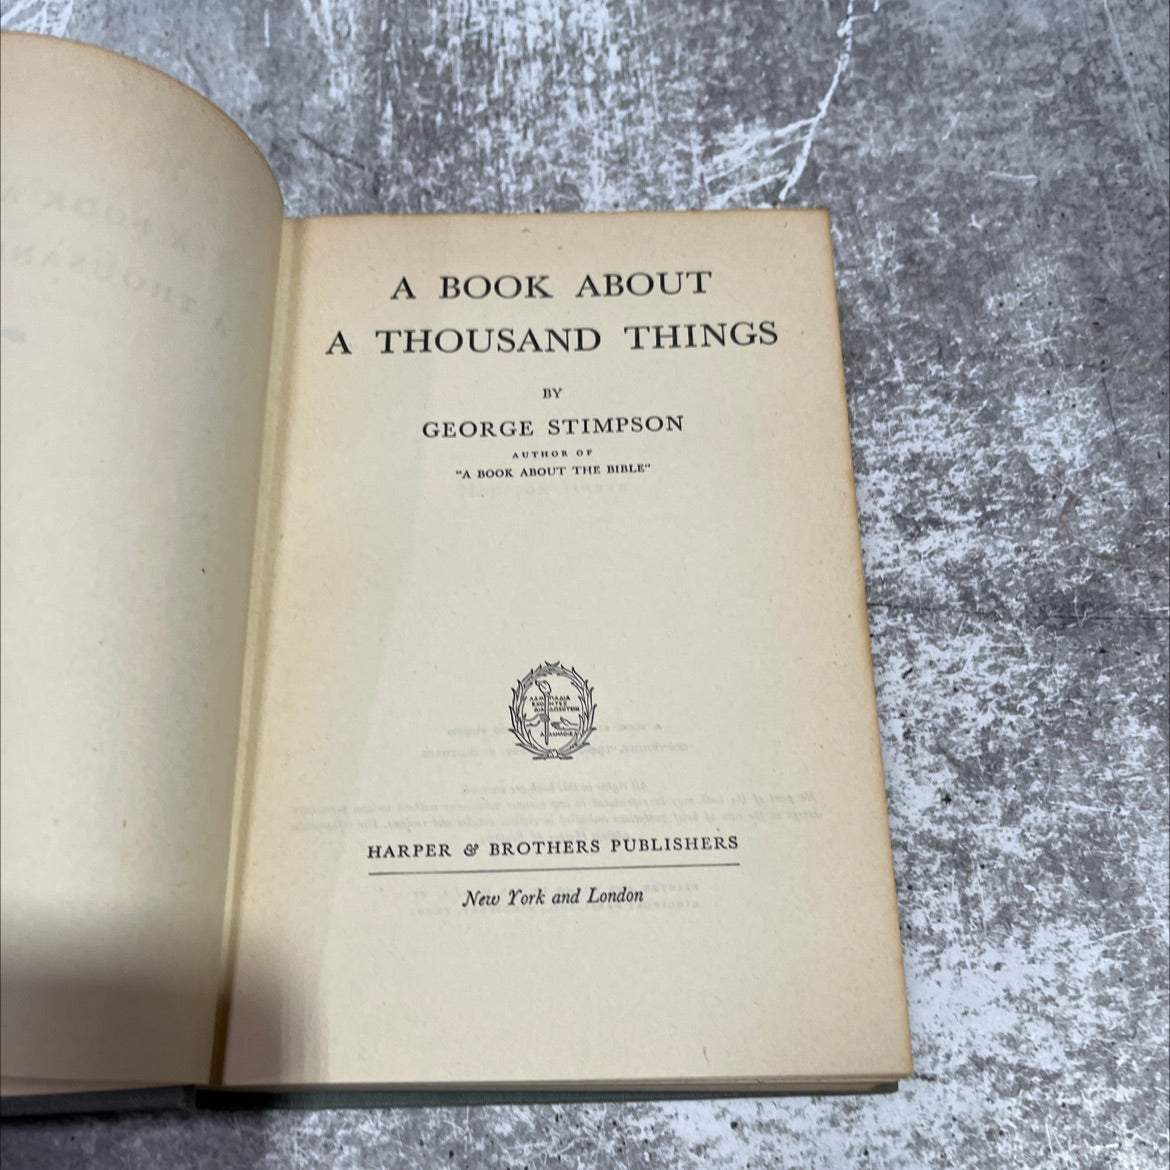 A BOOK ABOUT
A THOUSAND THINGS
BY
GEORGE STIMPSON
AUTHOR OF
"A BOOK ABOUT THE BIBLE"
HARPER & BROTHERS PUBLISHERS
New York and London